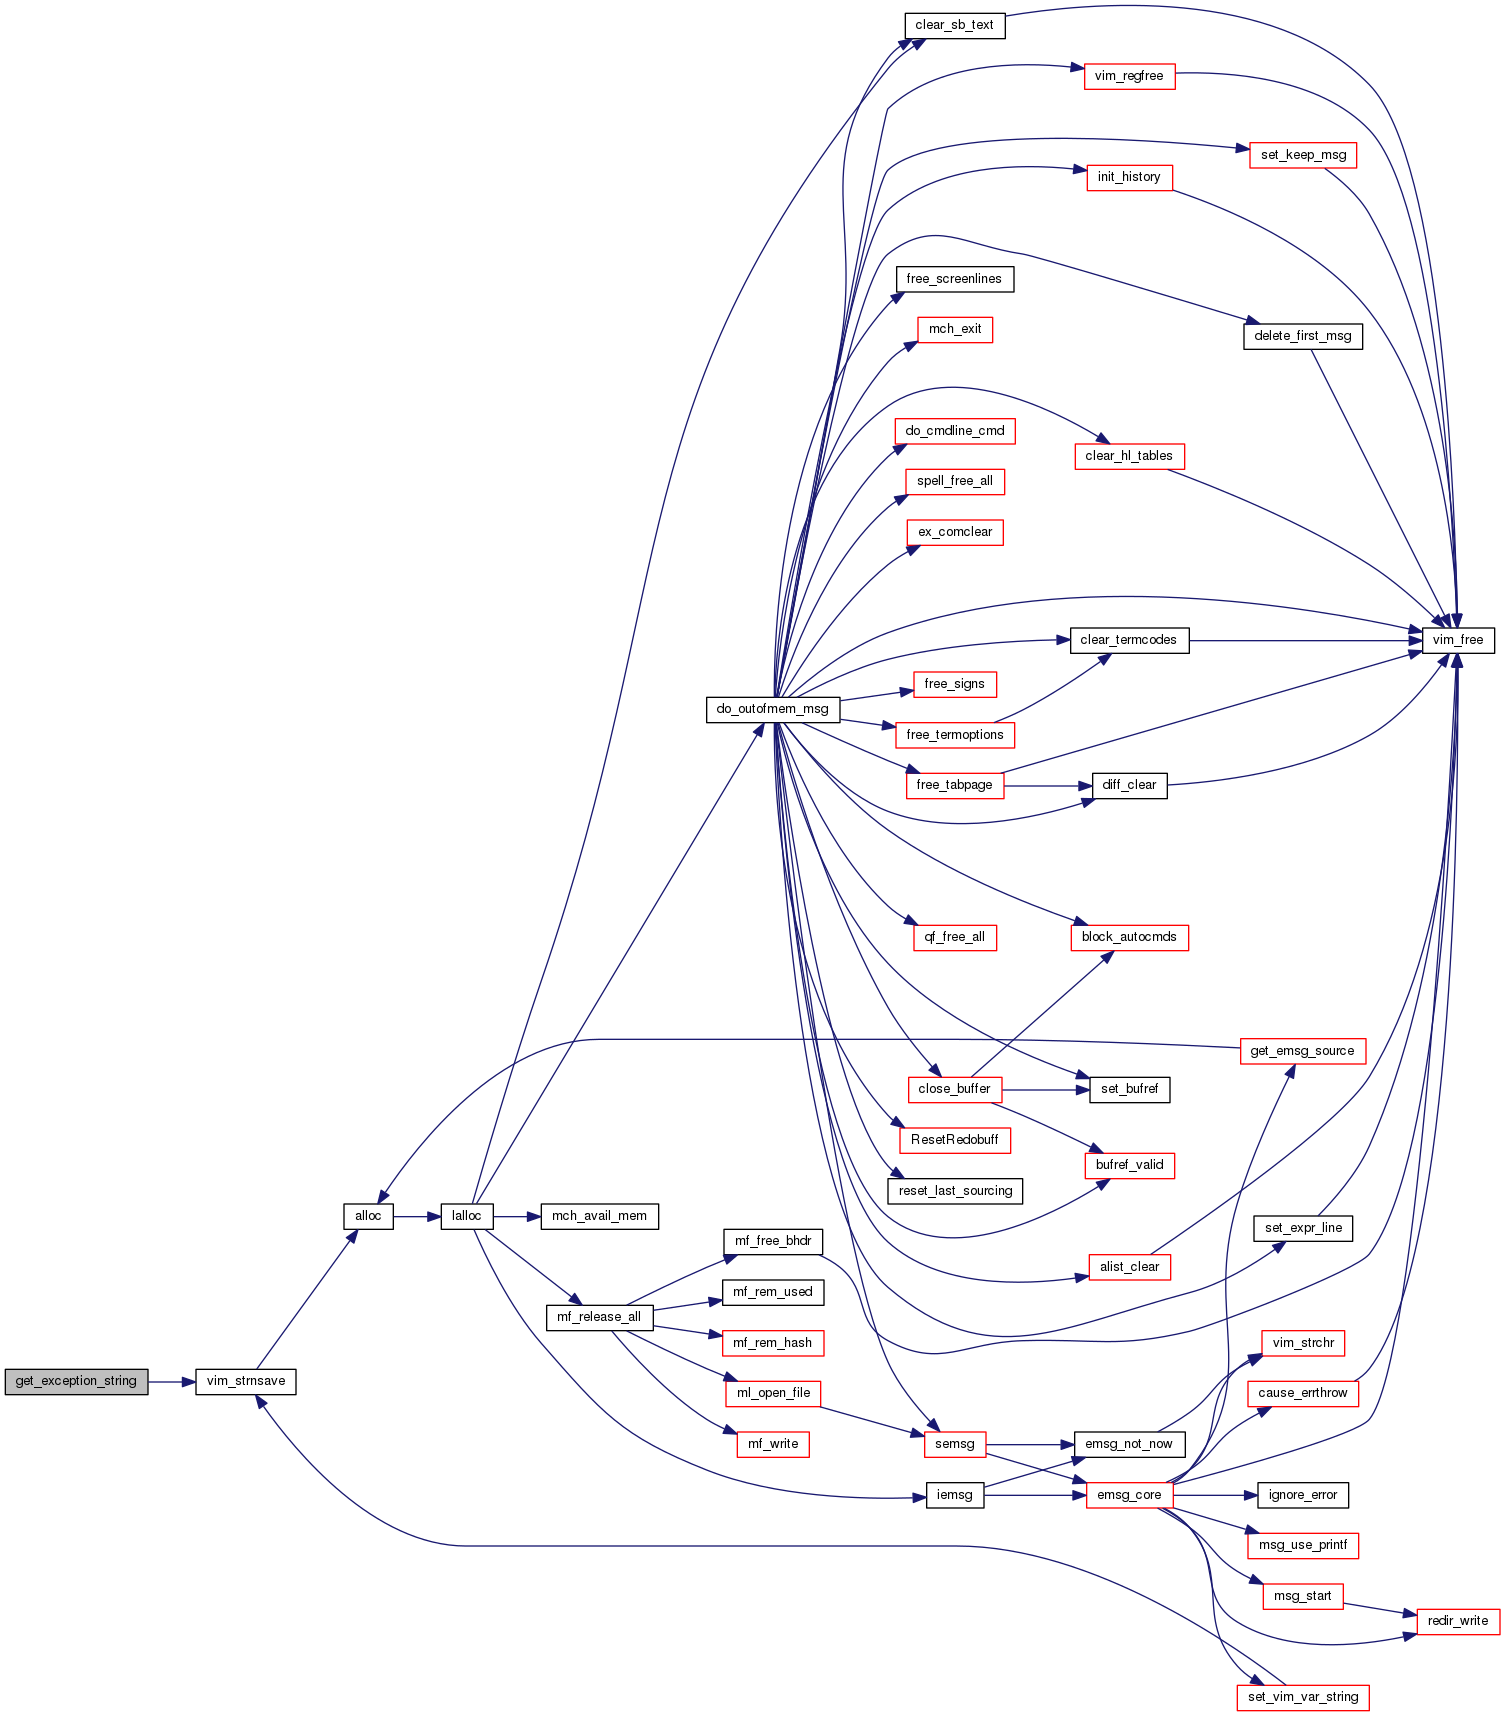 clear_sb_text
vim_regfree
set_keep_msg
init_history
free_screenlines
mch_exit
delete_first_msg
do_cmdline_cmd
clear_hl_tables
spell_free_all
ex_comclear
clear_termcodes
vim_free
free_signs
do_outofmem_msg
free_termoptions
free_tabpage
diff_clear
qf_free_all
block_autocmds
get_emsg_source
close_buffer
set_bufref
ResetRedobuff
bufref_valid
reset_last_sourcing
alloc
lalloc
mch_avail_mem
set_expr_line
mf_free_bhdr
alist_clear
mf_rem_used
mf_release_all
mf_rem_hash
vim_strchr
get_exception_string
vim_strnsave
ml_open_file
cause_errthrow
mf_write
semsg
emsg_not_now
iemsg
emsg_core
ignore_error
msg_use_printf
msg_start
redir_write
set_vim_var_string